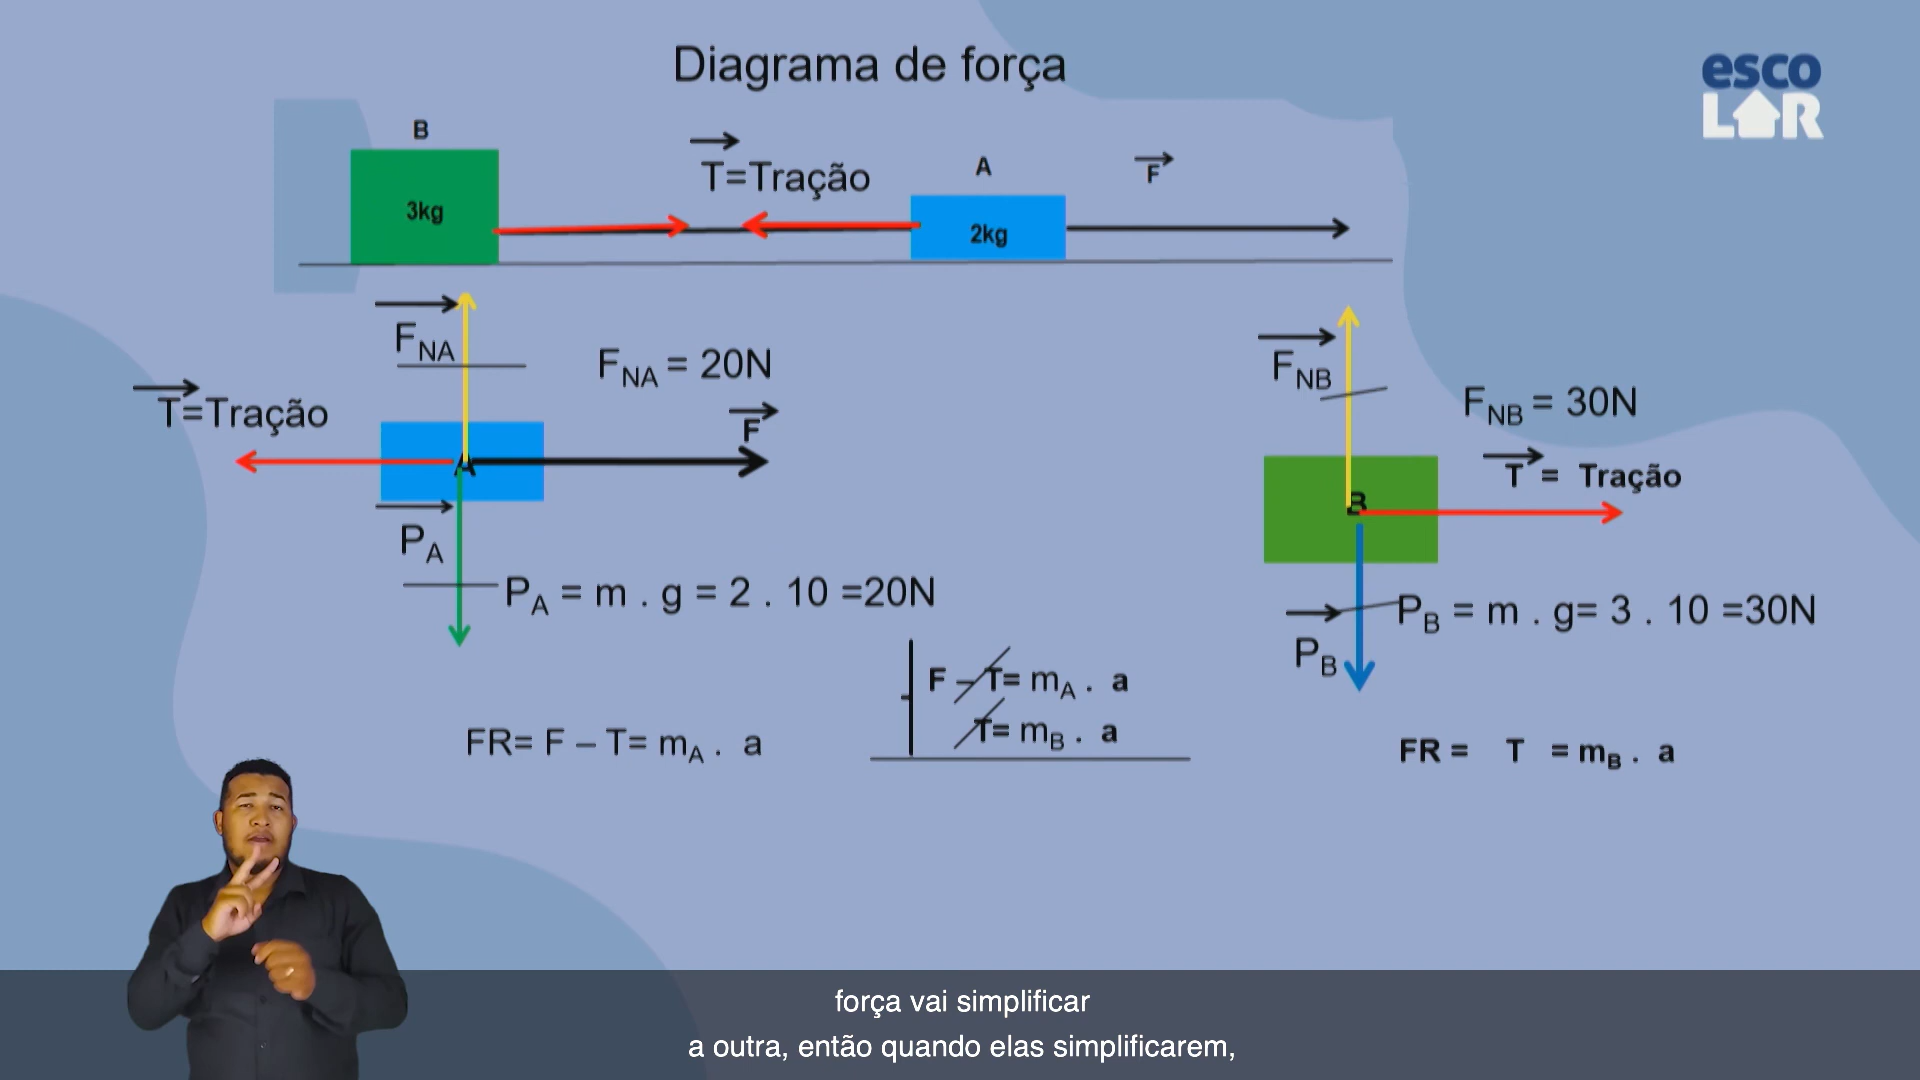 Diagrama de força
esco
LAR
B
T=Tração
A
F
3kg
2kg
F_NA
F_NA = 20N
T=Tração
F
A
P_A
P_A = m . g = 2 . 10 =20N
F_NB
F_NB = 30N
T = Tração
B
P_B = m . g= 3 . 10 =30N
P_B
F – T= m_A . a
T= m_B . a
FR= F – T= m_A . a
FR = T = m_B . a
força vai simplificar
a outra, então quando elas simplificarem,